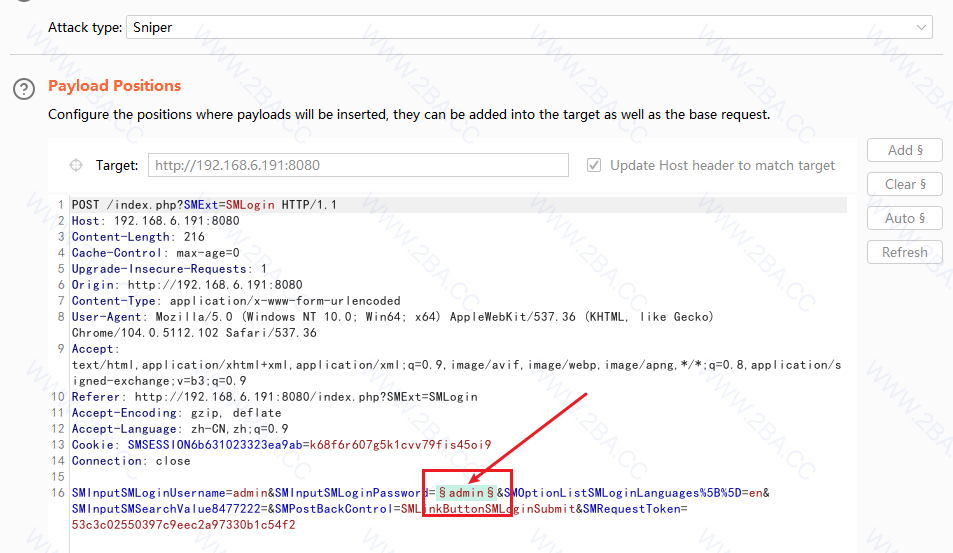 Attack type: Sniper
Payload Positions
Configure the positions where payloads will be inserted, they can be added into the target as well as the base request.
Target: http://192.168.6.191:8080 Update Host header to match target
Add §
Clear §
Auto §
Refresh
1 POST /index.php?SMExt=SMLogin HTTP/1.1
2 Host: 192.168.6.191:8080
3 Content-Length: 216
4 Cache-Control: max-age=0
5 Upgrade-Insecure-Requests: 1
6 Origin: http://192.168.6.191:8080
7 Content-Type: application/x-www-form-urlencoded
8 User-Agent: Mozilla/5.0 (Windows NT 10.0; Win64; x64) AppleWebKit/537.36 (KHTML, like Gecko)
Chrome/104.0.5112.102 Safari/537.36
9 Accept:
text/html,application/xhtml+xml,application/xml;q=0.9,image/avif,image/webp,image/apng,*/*;q=0.8,application/s
igned-exchange;v=b3;q=0.9
10 Referer: http://192.168.6.191:8080/index.php?SMExt=SMLogin
11 Accept-Encoding: gzip, deflate
12 Accept-Language: zh-CN,zh;q=0.9
13 Cookie: SMSESSION6b631023323ea9ab=k68f6r607g5k1cvv79fis45oi9
14 Connection: close
15
16 SMInputSMLoginUsername=admin&SMInputSMLoginPassword=§admin§&SMOptionListSMLoginLanguages%5B%5D=en&
SMInputSMSearchValue8477222=&SMPostBackControl=SMLinkButtonSMLoginSubmit&SMRequestToken=
53c3c02550397c9eec2a97330b1c54f2
WWW.2BA.CC